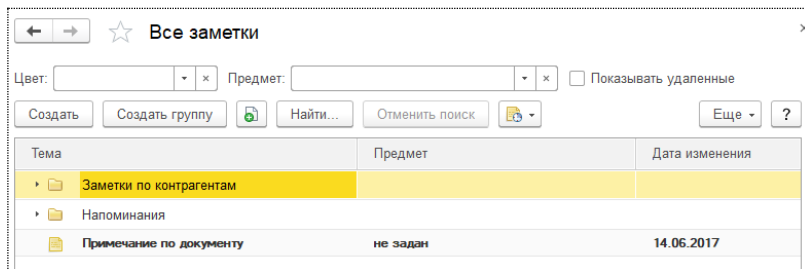 Все заметки
Цвет: Предмет: Показывать удаленные
Создать Создать группу Найти... Отменить поиск Еще ?
Тема Предмет Дата изменения
Заметки по контрагентам
Напоминания
Примечание по документу не задан 14.06.2017